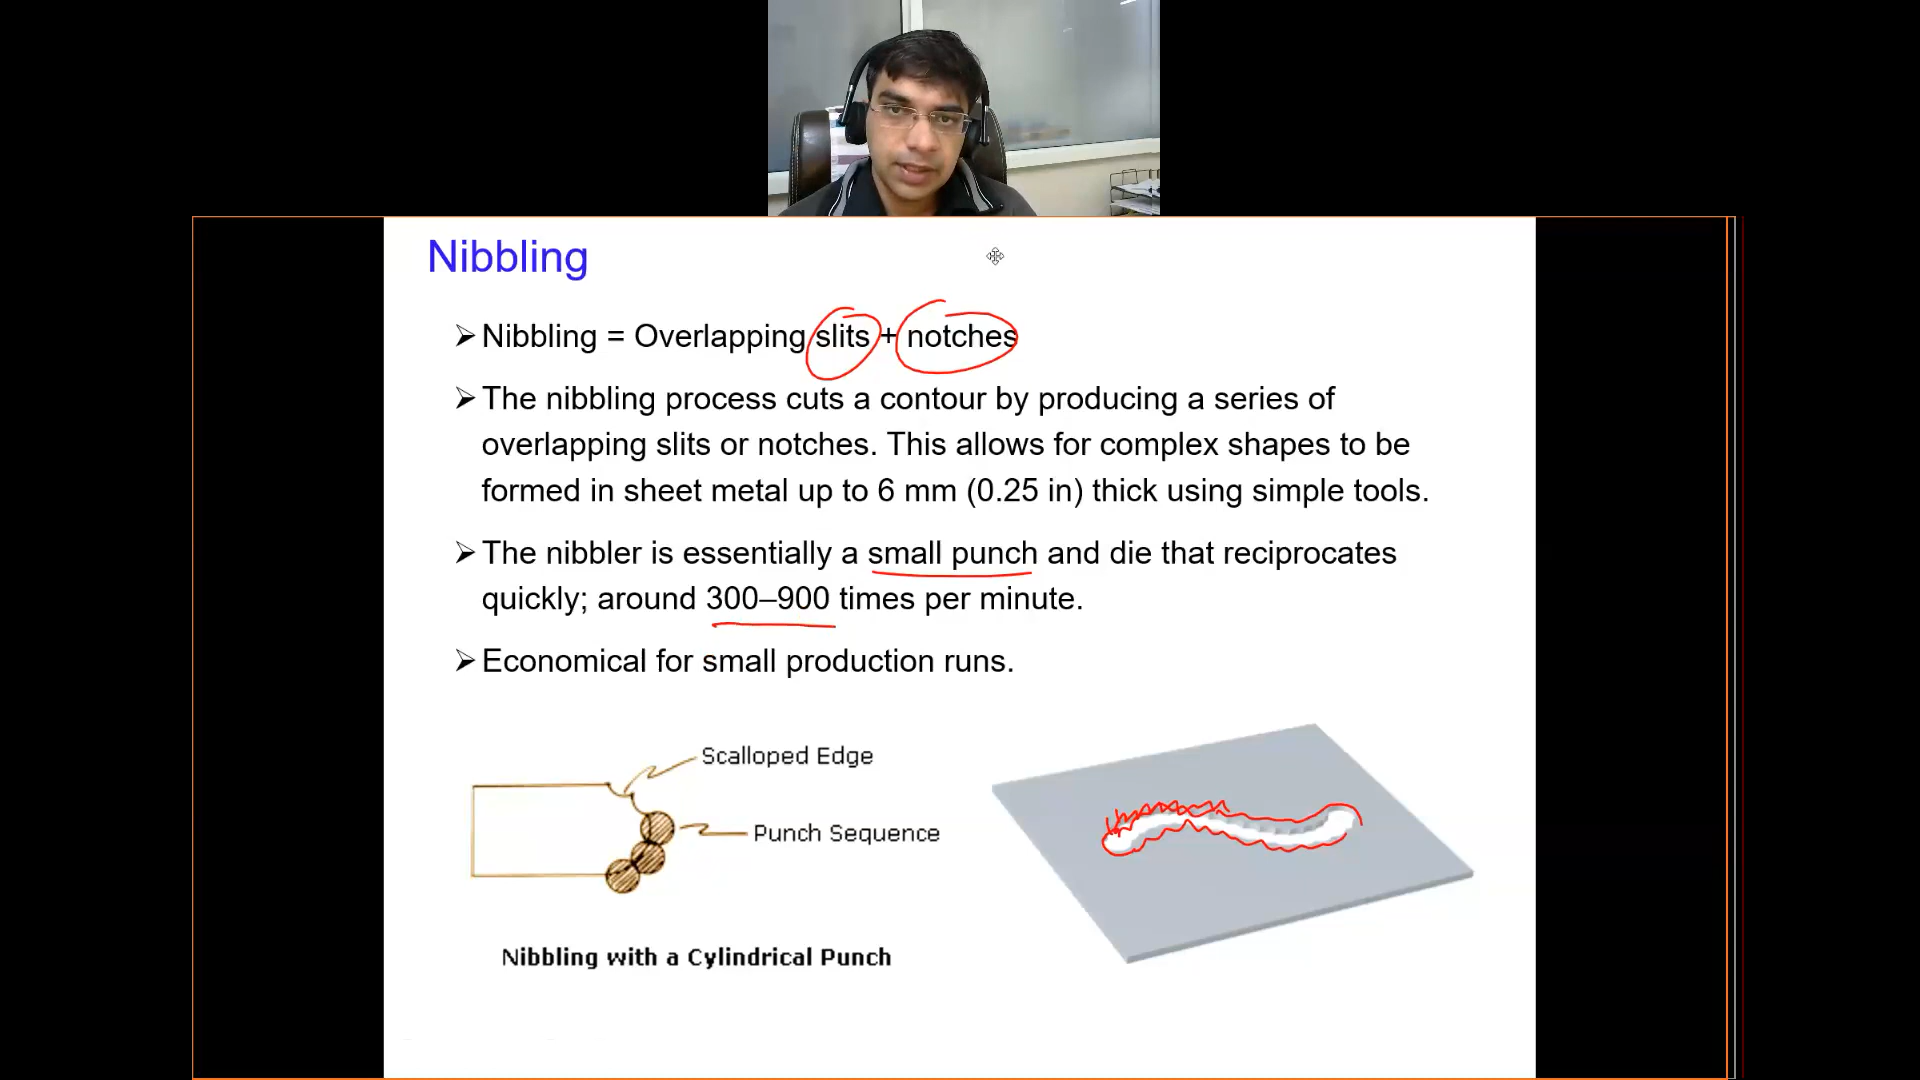 Nibbling
➢ Nibbling = Overlapping slits + notches
➢ The nibbling process cuts a contour by producing a series of
overlapping slits or notches. This allows for complex shapes to be
formed in sheet metal up to 6 mm (0.25 in) thick using simple tools.
➢ The nibbler is essentially a small punch and die that reciprocates
quickly; around 300–900 times per minute.
➢ Economical for small production runs.
Scalloped Edge
Punch Sequence
Nibbling with a Cylindrical Punch